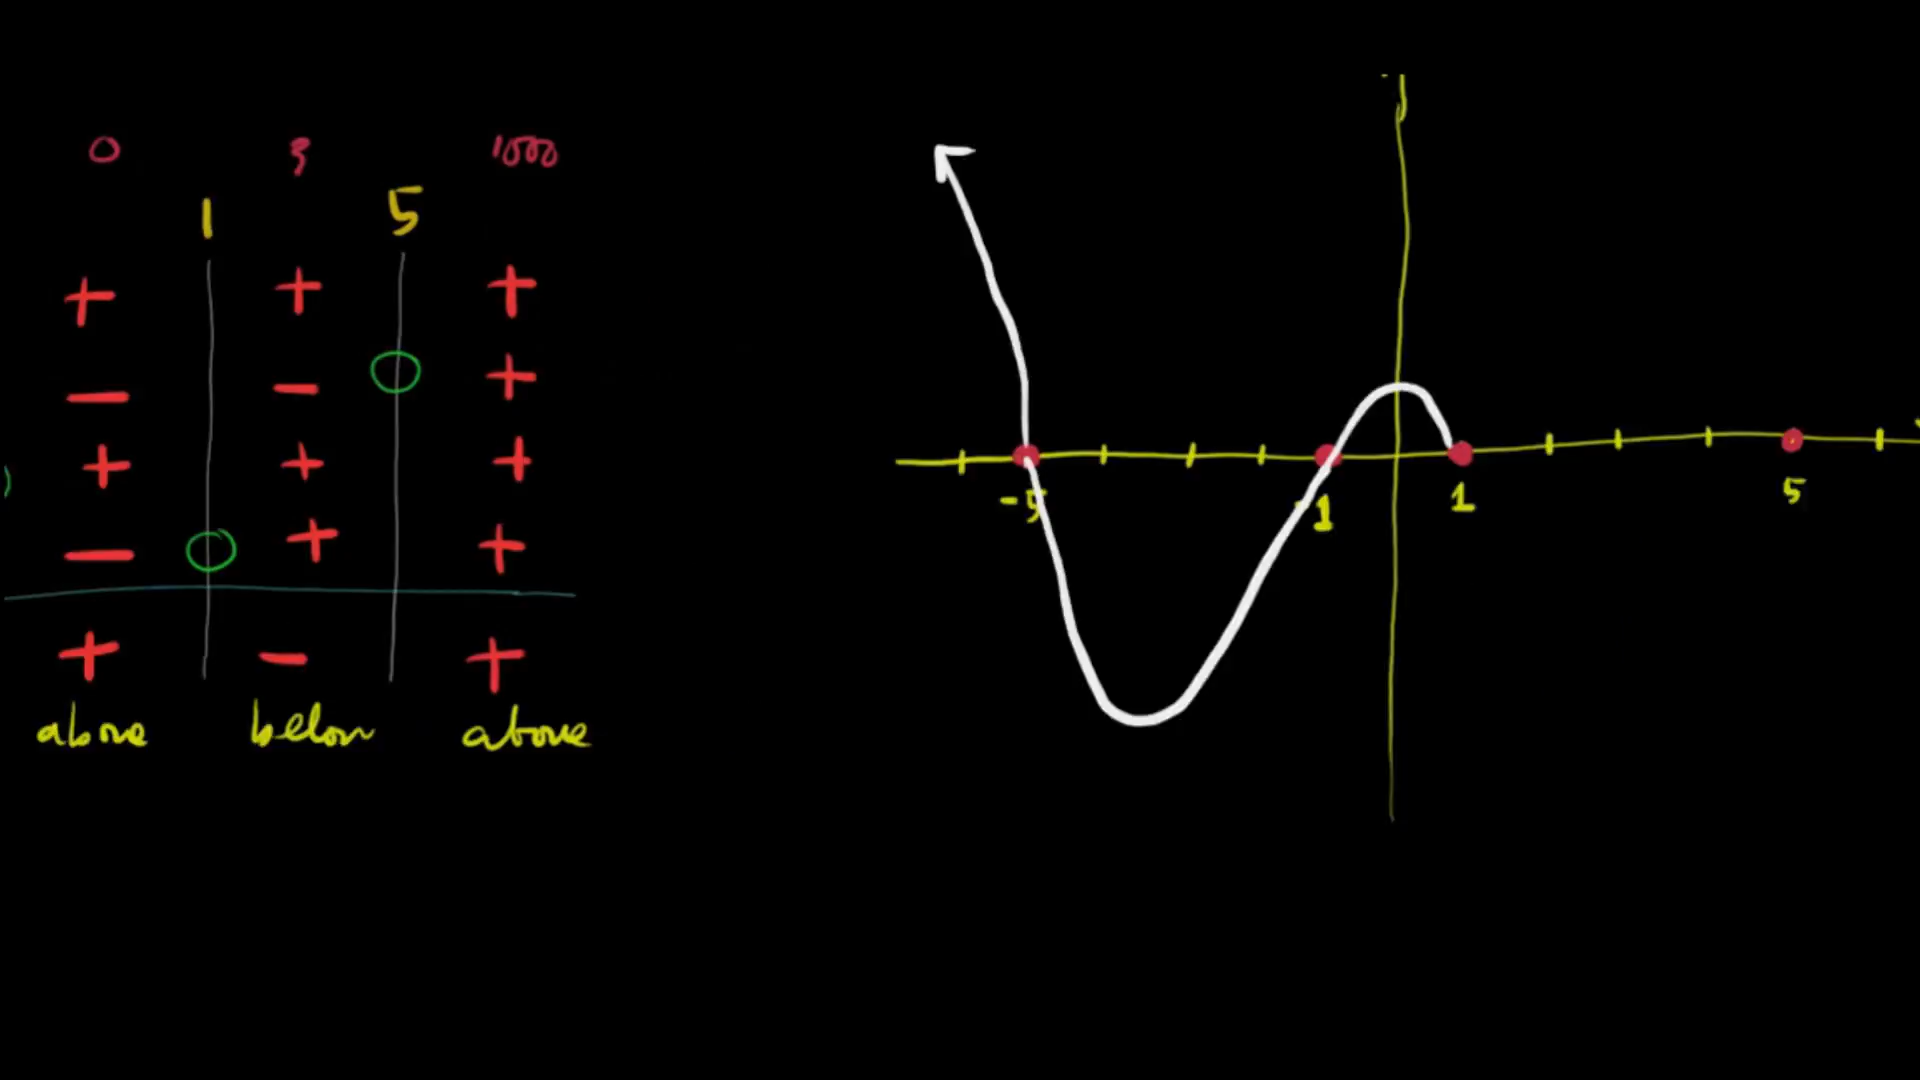 0 3 1000
1 5
+ + +
− − +
+ + +
− + +
+ − +
above below above
-5 -1 1 5